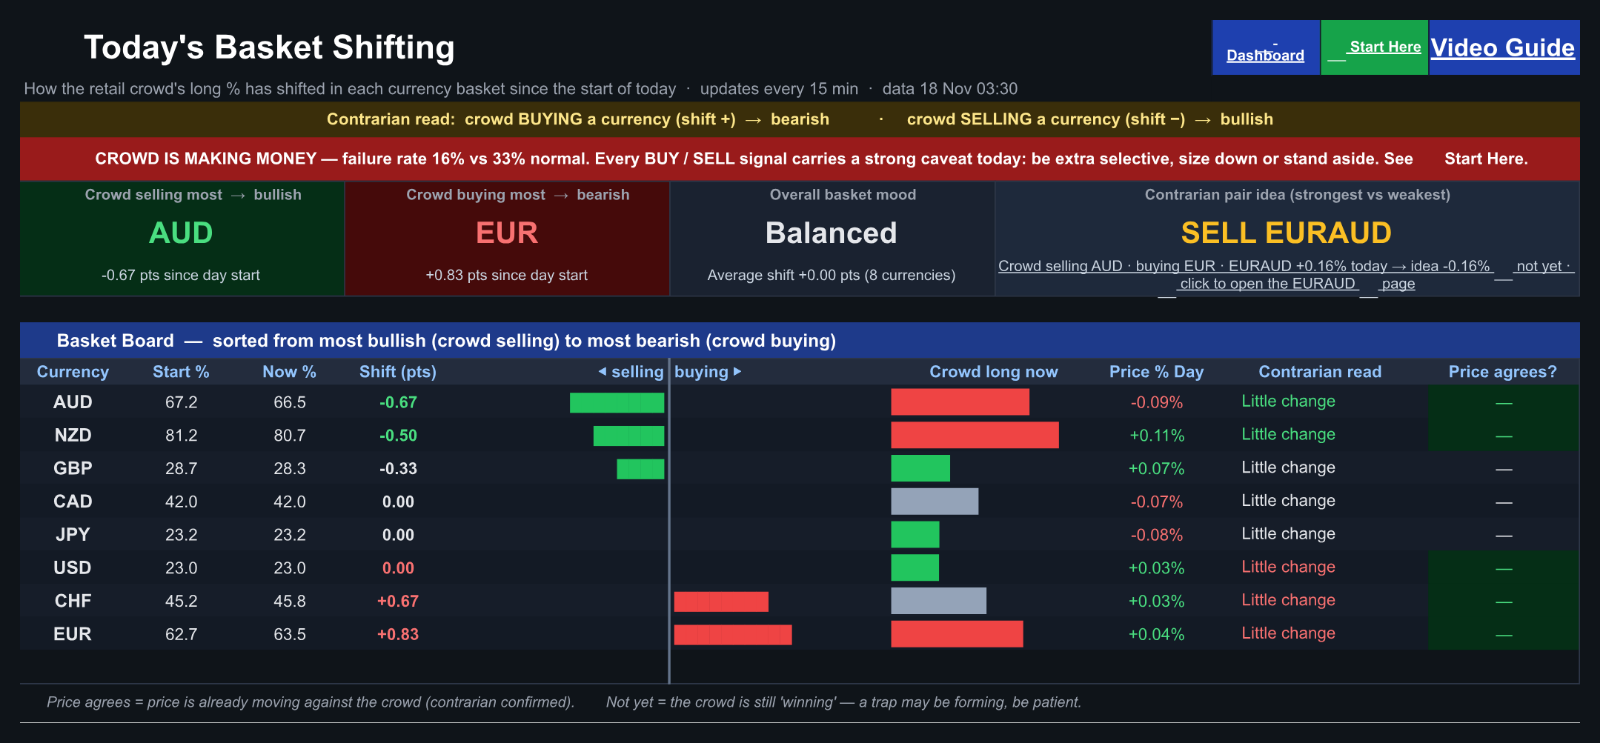 Today's Basket Shifting
Dashboard
Start Here
Video Guide
How the retail crowd's long % has shifted in each currency basket since the start of today · updates every 15 min · data 18 Nov 03:30
Contrarian read: crowd BUYING a currency (shift +) → bearish · crowd SELLING a currency (shift −) → bullish
CROWD IS MAKING MONEY — failure rate 16% vs 33% normal. Every BUY / SELL signal carries a strong caveat today: be extra selective, size down or stand aside. See Start Here.
Crowd selling most → bullish
AUD
-0.67 pts since day start
Crowd buying most → bearish
EUR
+0.83 pts since day start
Overall basket mood
Balanced
Average shift +0.00 pts (8 currencies)
Contrarian pair idea (strongest vs weakest)
SELL EURAUD
Crowd selling AUD · buying EUR · EURAUD +0.16% today → idea -0.16% not yet ·
click to open the EURAUD page
Basket Board — sorted from most bullish (crowd selling) to most bearish (crowd buying)
Currency Start % Now % Shift (pts) ◄ selling buying ► Crowd long now Price % Day Contrarian read Price agrees?
AUD 67.2 66.5 -0.67 -0.09% Little change —
NZD 81.2 80.7 -0.50 +0.11% Little change —
GBP 28.7 28.3 -0.33 +0.07% Little change —
CAD 42.0 42.0 0.00 -0.07% Little change —
JPY 23.2 23.2 0.00 -0.08% Little change —
USD 23.0 23.0 0.00 +0.03% Little change —
CHF 45.2 45.8 +0.67 +0.03% Little change —
EUR 62.7 63.5 +0.83 +0.04% Little change —
Price agrees = price is already moving against the crowd (contrarian confirmed). Not yet = the crowd is still 'winning' — a trap may be forming, be patient.